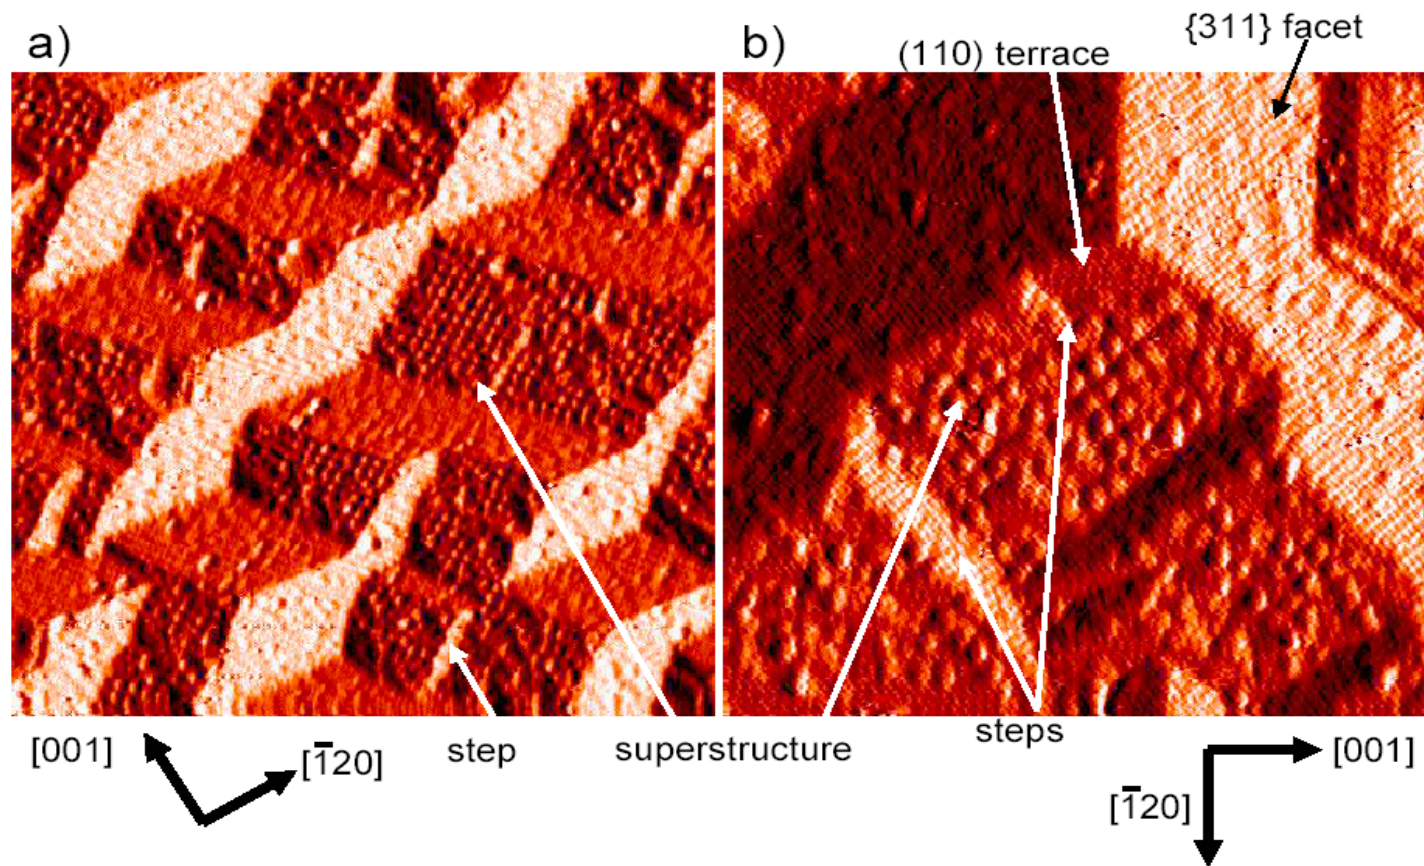 a)
b)
{311} facet
(110) terrace
[001]
[1̅20]
step
superstructure
steps
[001]
[1̅20]